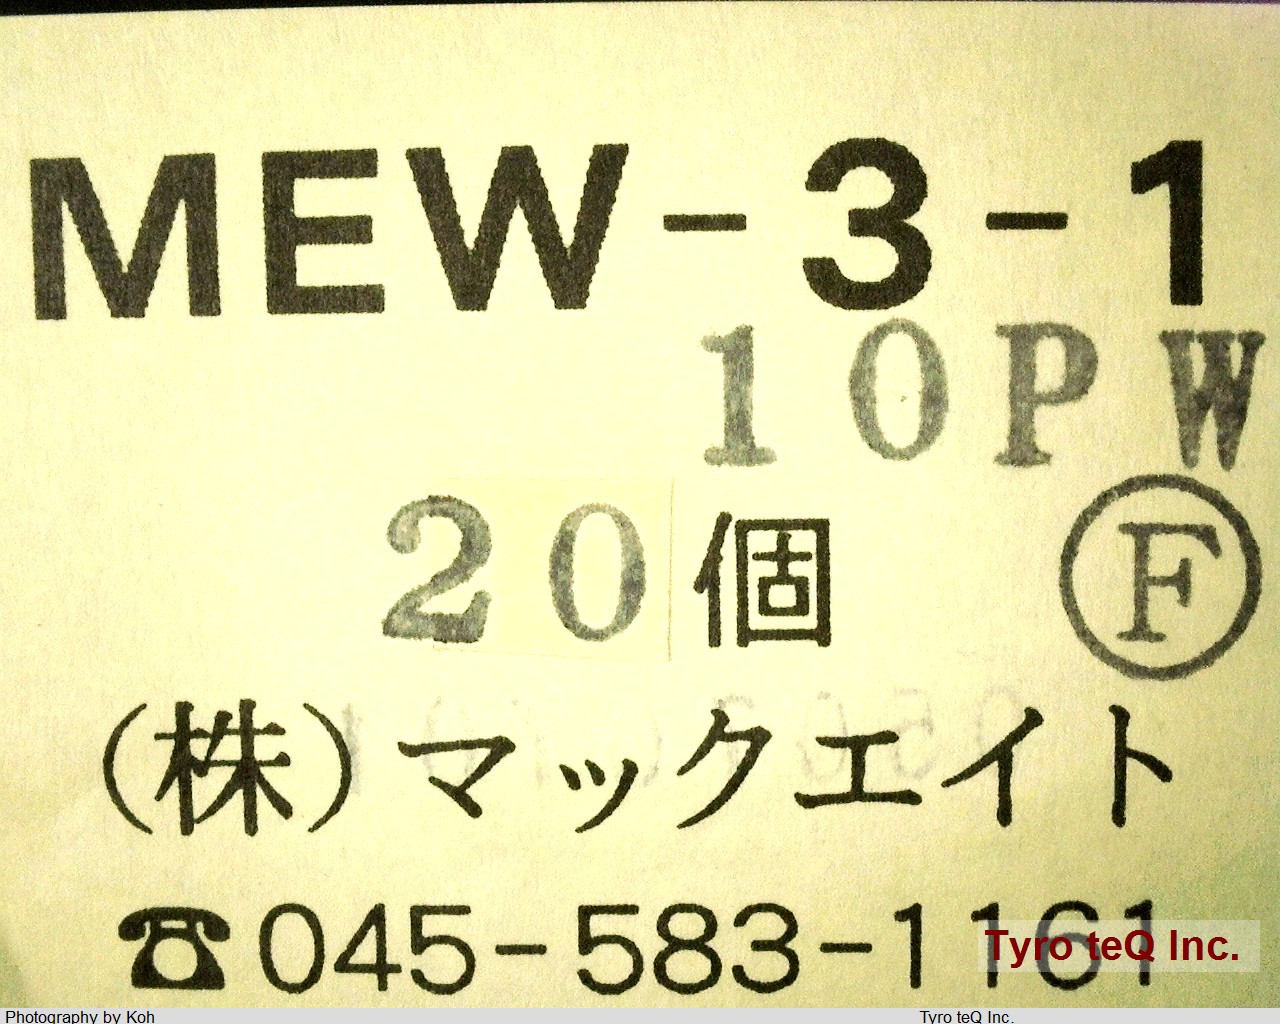 MEW-3-1
10PW
20個 Ⓕ
(株)マックエイト
☎045-583-1161
Tyro teQ Inc.
Photography by Koh
Tyro teQ Inc.